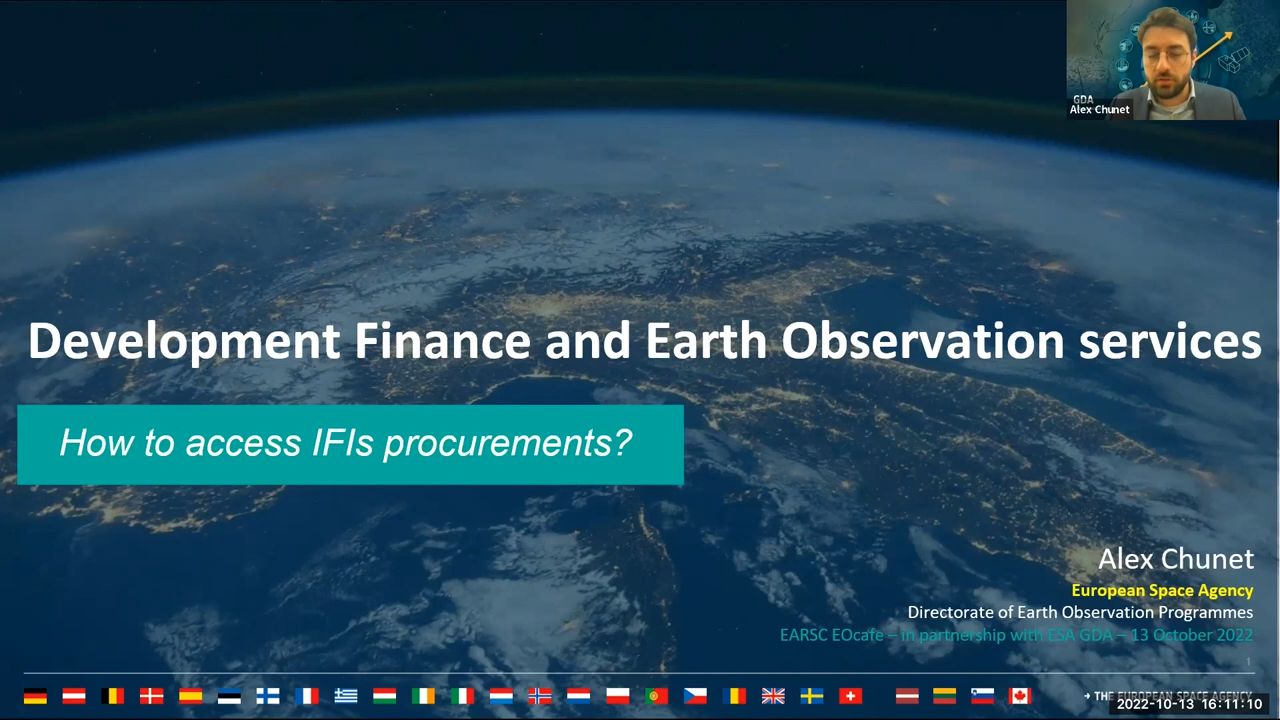 GDA
Alex Chunet
Development Finance and Earth Observation services
How to access IFIs procurements?
Alex Chunet
European Space Agency
Directorate of Earth Observation Programmes
EARSC EOcafe – in partnership with ESA GDA – 13 October 2022
1
→ THE EUROPEAN SPACE AGENCY
2022-10-13 16:11:10